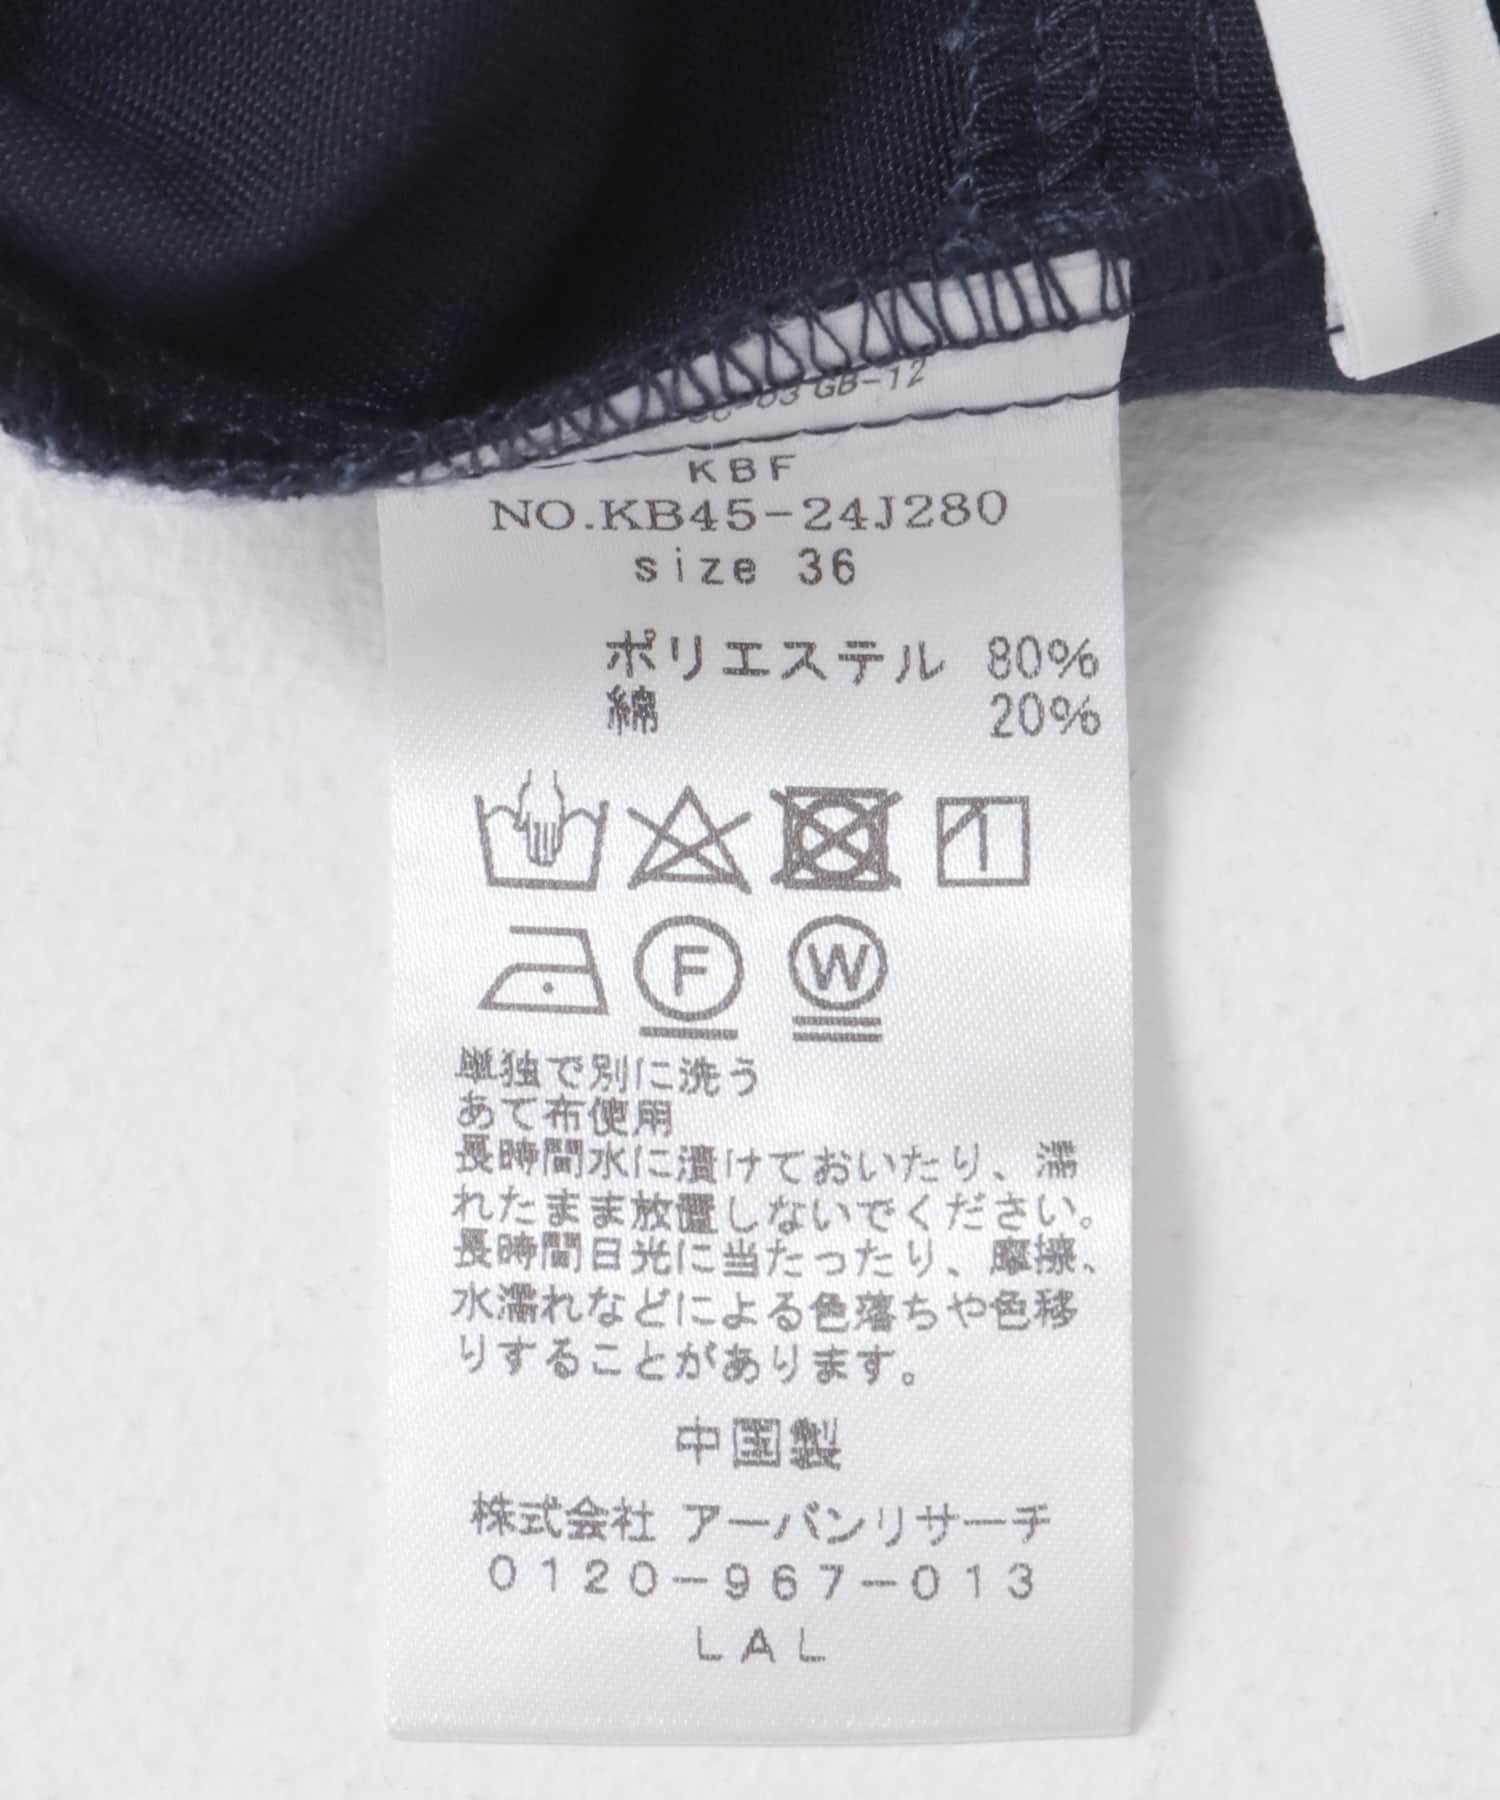 GB-12
KBF
NO.KB45-24J280
size 36
ポリエステル 80%
綿 20%
F
W
単独で別に洗う
あて布使用
長時間水に漬けておいたり、濡
れたまま放置しないでください。
長時間日光に当たったり、摩擦、
水濡れなどによる色落ちや色移
りすることがあります。
中国製
株式会社 アーバンリサーチ
0120-967-013
LAL